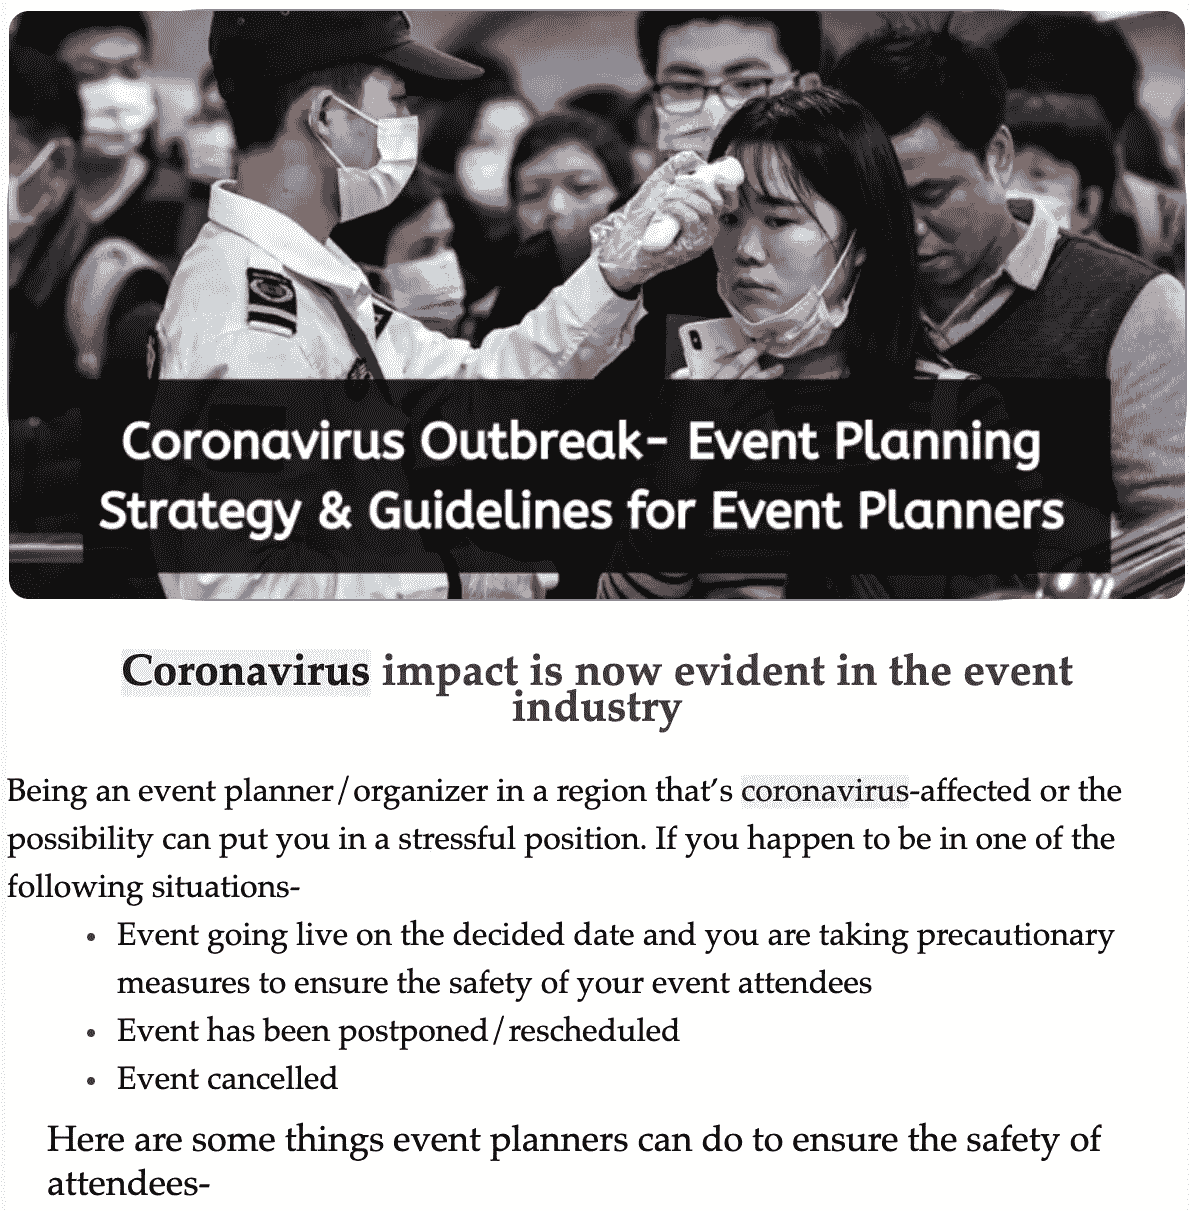 Coronavirus Outbreak- Event Planning
Strategy & Guidelines for Event Planners
Coronavirus impact is now evident in the event
industry
Being an event planner/organizer in a region that’s coronavirus-affected or the
possibility can put you in a stressful position. If you happen to be in one of the
following situations-
• Event going live on the decided date and you are taking precautionary
measures to ensure the safety of your event attendees
• Event has been postponed/rescheduled
• Event cancelled
Here are some things event planners can do to ensure the safety of
attendees-